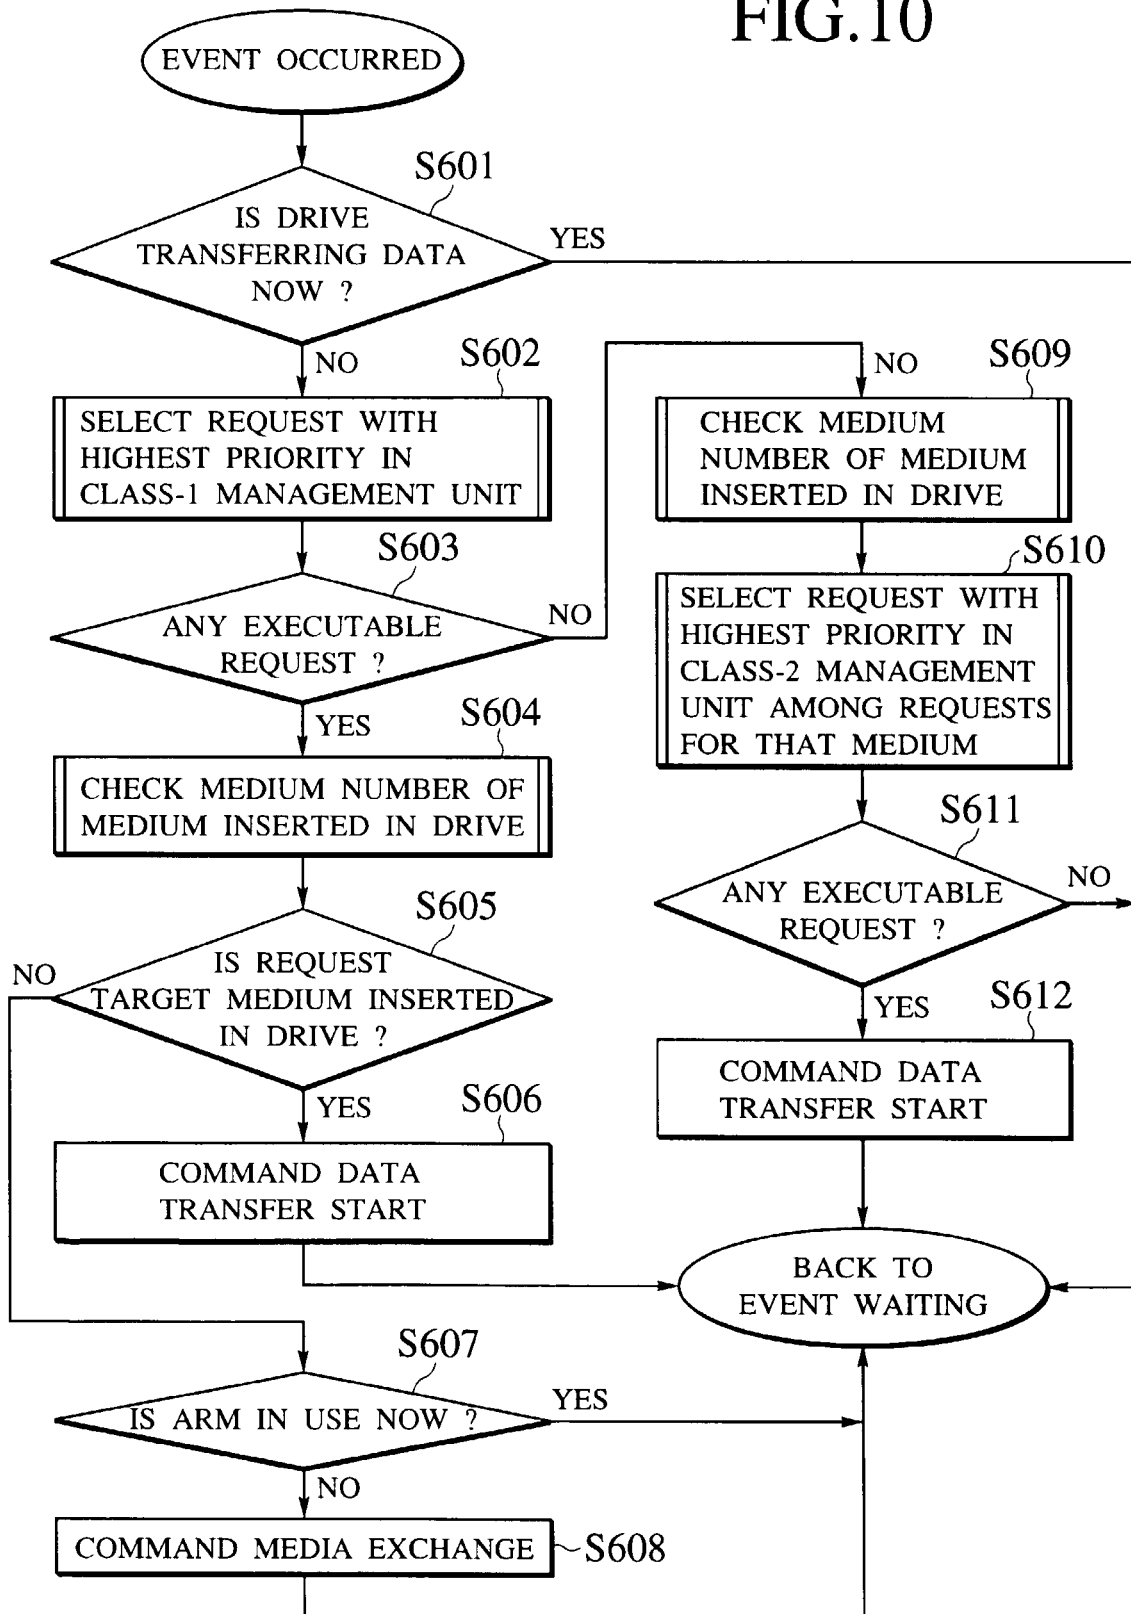 FIG.10
EVENT OCCURRED
S601
IS DRIVE
TRANSFERRING DATA
NOW ?
YES
NO
S602
SELECT REQUEST WITH
HIGHEST PRIORITY IN
CLASS-1 MANAGEMENT UNIT
S603
ANY EXECUTABLE
REQUEST ?
NO
YES
S604
CHECK MEDIUM NUMBER OF
MEDIUM INSERTED IN DRIVE
S605
IS REQUEST
TARGET MEDIUM INSERTED
IN DRIVE ?
NO
YES
S606
COMMAND DATA
TRANSFER START
S607
IS ARM IN USE NOW ?
YES
NO
COMMAND MEDIA EXCHANGE
S608
NO
S609
CHECK MEDIUM
NUMBER OF MEDIUM
INSERTED IN DRIVE
S610
SELECT REQUEST WITH
HIGHEST PRIORITY IN
CLASS-2 MANAGEMENT
UNIT AMONG REQUESTS
FOR THAT MEDIUM
S611
ANY EXECUTABLE
REQUEST ?
NO
YES
S612
COMMAND DATA
TRANSFER START
BACK TO
EVENT WAITING